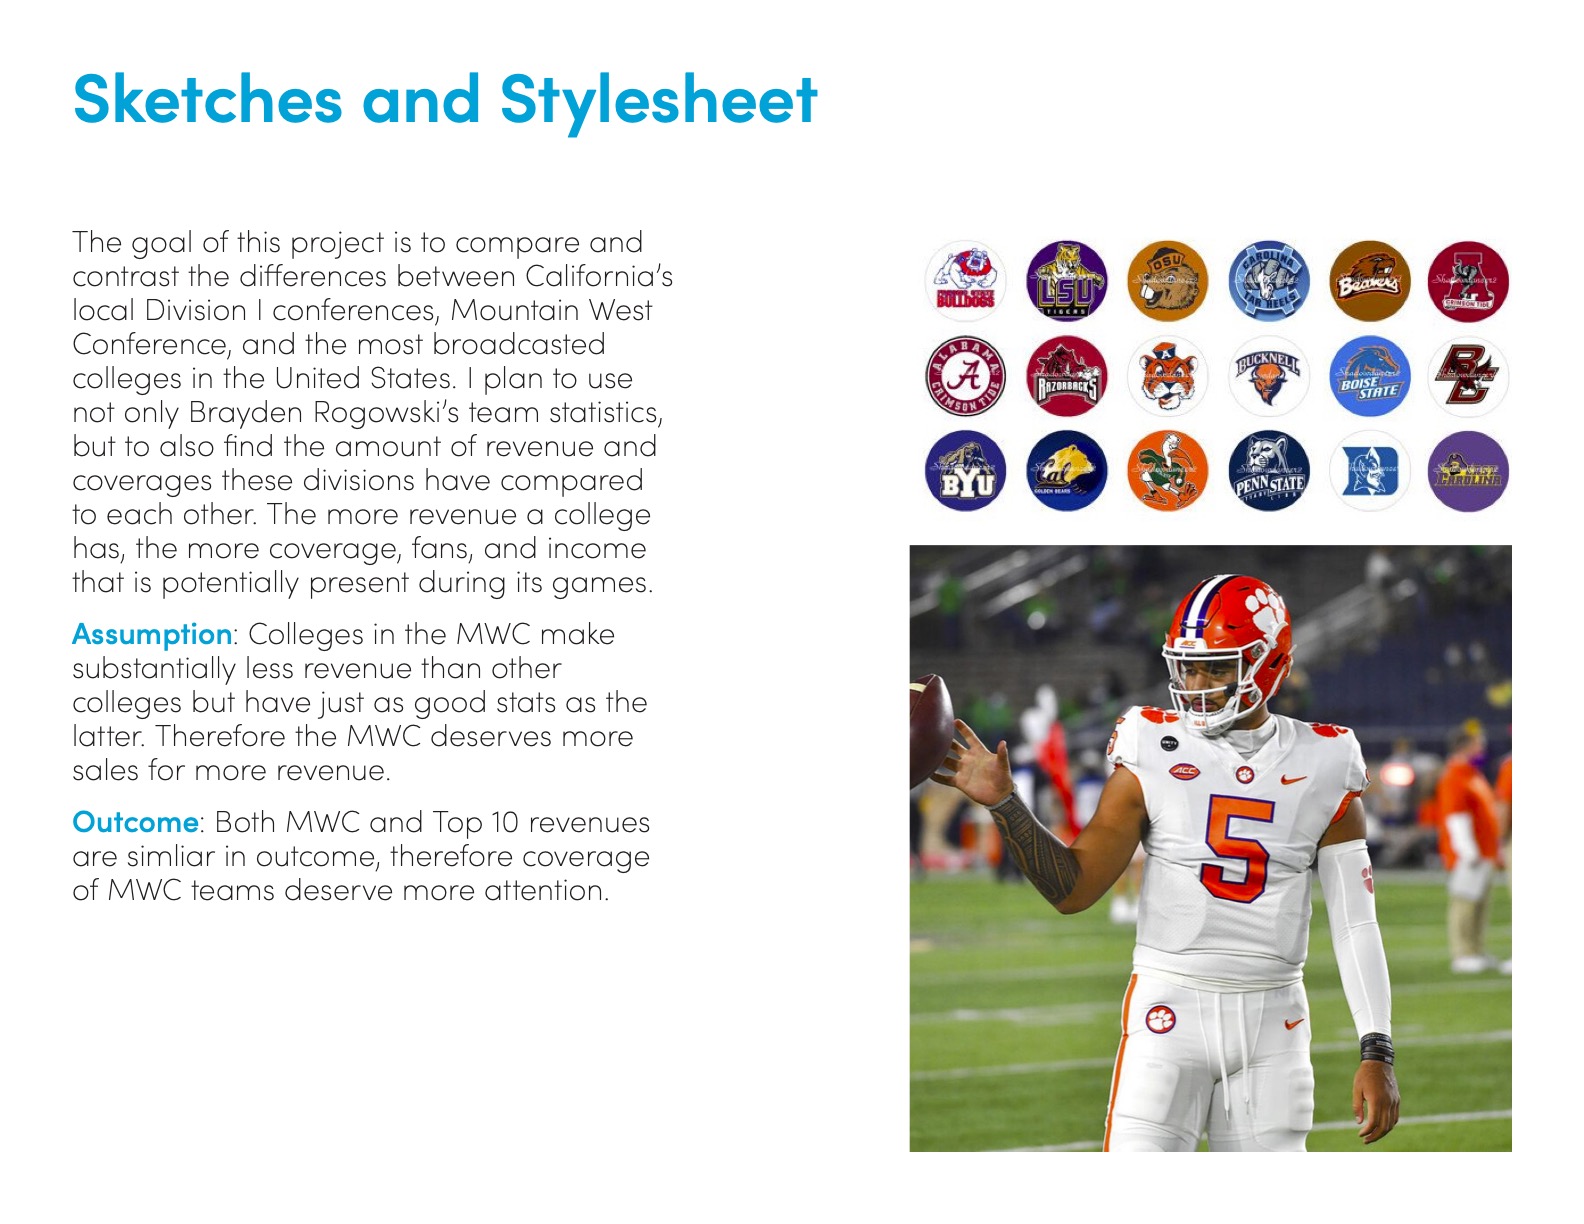 Sketches and Stylesheet
The goal of this project is to compare and
contrast the differences between California's
local Division I conferences, Mountain West
Conference, and the most broadcasted
colleges in the United States. I plan to use
not only Brayden Rogowski's team statistics,
but to also find the amount of revenue and
coverages these divisions have compared
to each other. The more revenue a college
has, the more coverage, fans, and income
that is potentially present during its games.
Assumption: Colleges in the MWC make
substantially less revenue than other
colleges but have just as good stats as the
latter. Therefore the MWC deserves more
sales for more revenue.
Outcome: Both MWC and Top 10 revenues
are simliar in outcome, therefore coverage
of MWC teams deserve more attention.
BULLDOGS
LSU
TIGERS
OSU
CAROLINA
TAR HEELS
Beavers
A
CRIMSON TIDE
ALABAMA
A
CRIMSON TIDE
RAZORBACKS
A
BUCKNELL
BOISE
STATE
BC
BYU
Cal
GOLDEN BEARS
PENN STATE
D
CAROLINA
ACC
UNITY
ACC
5
5